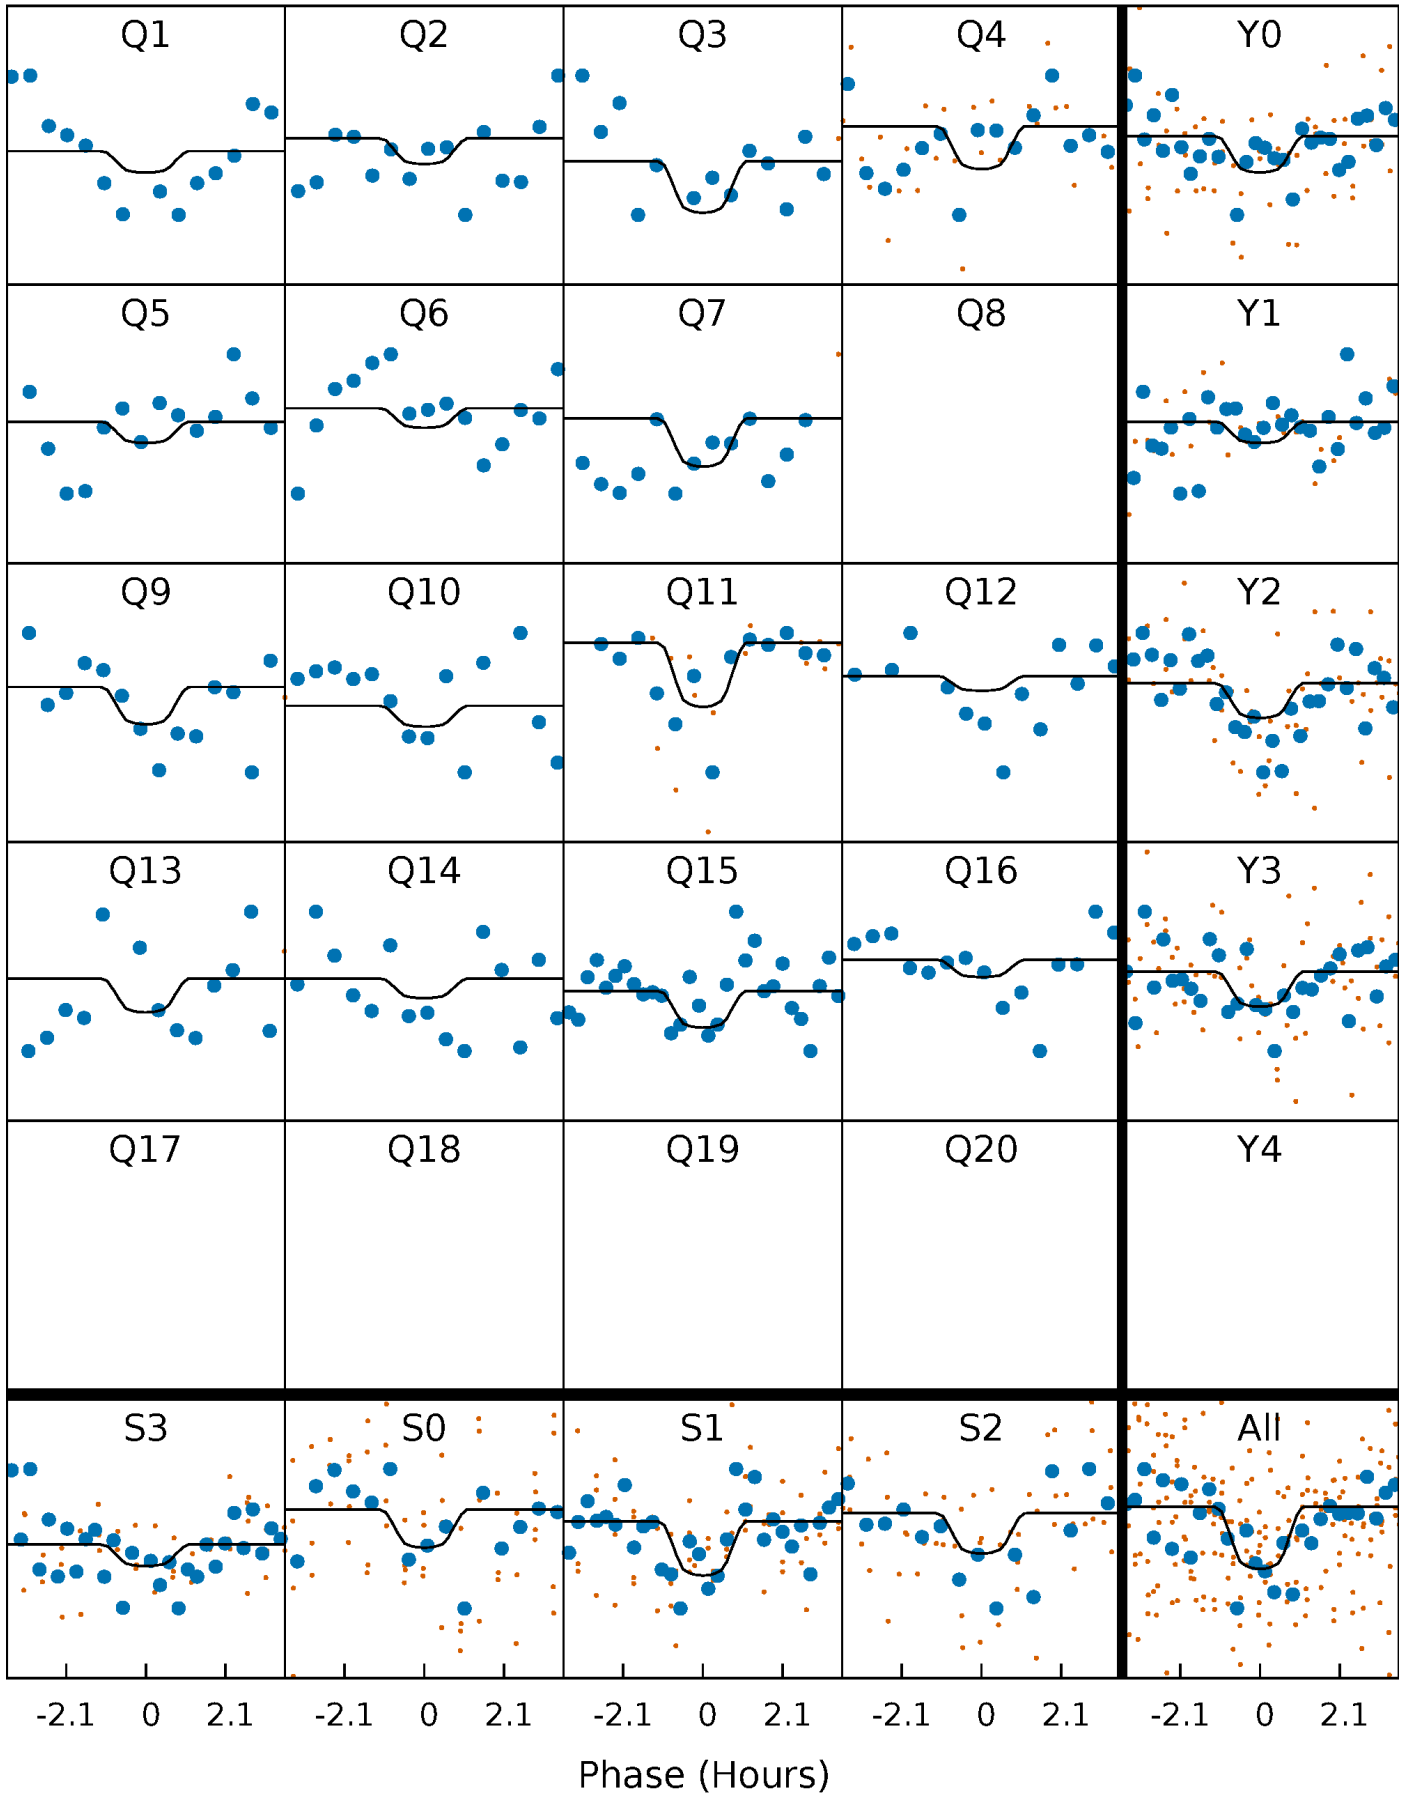 Q1 Q2 Q3 Q4 Y0
Q5 Q6 Q7 Q8 Y1
Q9 Q10 Q11 Q12 Y2
Q13 Q14 Q15 Q16 Y3
Q17 Q18 Q19 Q20 Y4
S3 S0 S1 S2 All
-2.1 0 2.1 -2.1 0 2.1 -2.1 0 2.1 -2.1 0 2.1 -2.1 0 2.1
Phase (Hours)